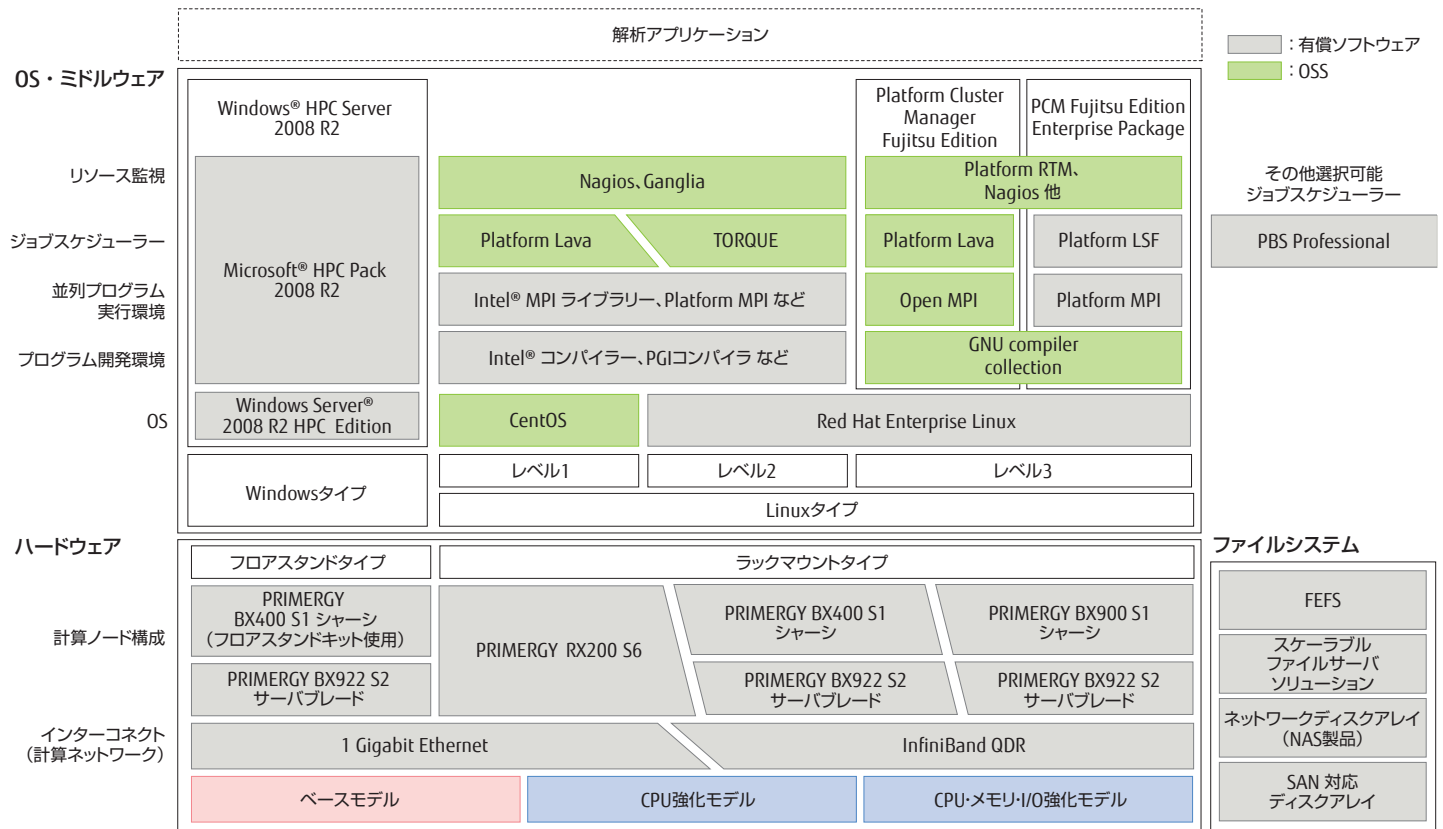 解析アプリケーション
：有償ソフトウェア
：OSS
OS・ミドルウェア
Windows® HPC Server
2008 R2
Platform Cluster
Manager
Fujitsu Edition
PCM Fujitsu Edition
Enterprise Package
リソース監視
Nagios、Ganglia
Platform RTM、
Nagios 他
その他選択可能
ジョブスケジューラー
ジョブスケジューラー
Microsoft® HPC Pack
2008 R2
Platform Lava
TORQUE
Platform Lava
Platform LSF
PBS Professional
並列プログラム
実行環境
Intel® MPI ライブラリー、Platform MPI など
Open MPI
Platform MPI
プログラム開発環境
Intel® コンパイラー、PGIコンパイラ など
GNU compiler
collection
OS
Windows Server®
2008 R2 HPC Edition
CentOS
Red Hat Enterprise Linux
Windowsタイプ
レベル1
レベル2
レベル3
Linuxタイプ
ハードウェア
フロアスタンドタイプ
ラックマウントタイプ
ファイルシステム
計算ノード構成
PRIMERGY
BX400 S1 シャーシ
（フロアスタンドキット使用）
PRIMERGY BX922 S2
サーバブレード
PRIMERGY RX200 S6
PRIMERGY BX400 S1
シャーシ
PRIMERGY BX900 S1
シャーシ
PRIMERGY BX922 S2
サーバブレード
PRIMERGY BX922 S2
サーバブレード
FEFS
スケーラブル
ファイルサーバ
ソリューション
インターコネクト
（計算ネットワーク）
1 Gigabit Ethernet
InfiniBand QDR
ネットワークディスクアレイ
（NAS製品）
ベースモデル
CPU強化モデル
CPU・メモリ・I/O強化モデル
SAN 対応
ディスクアレイ